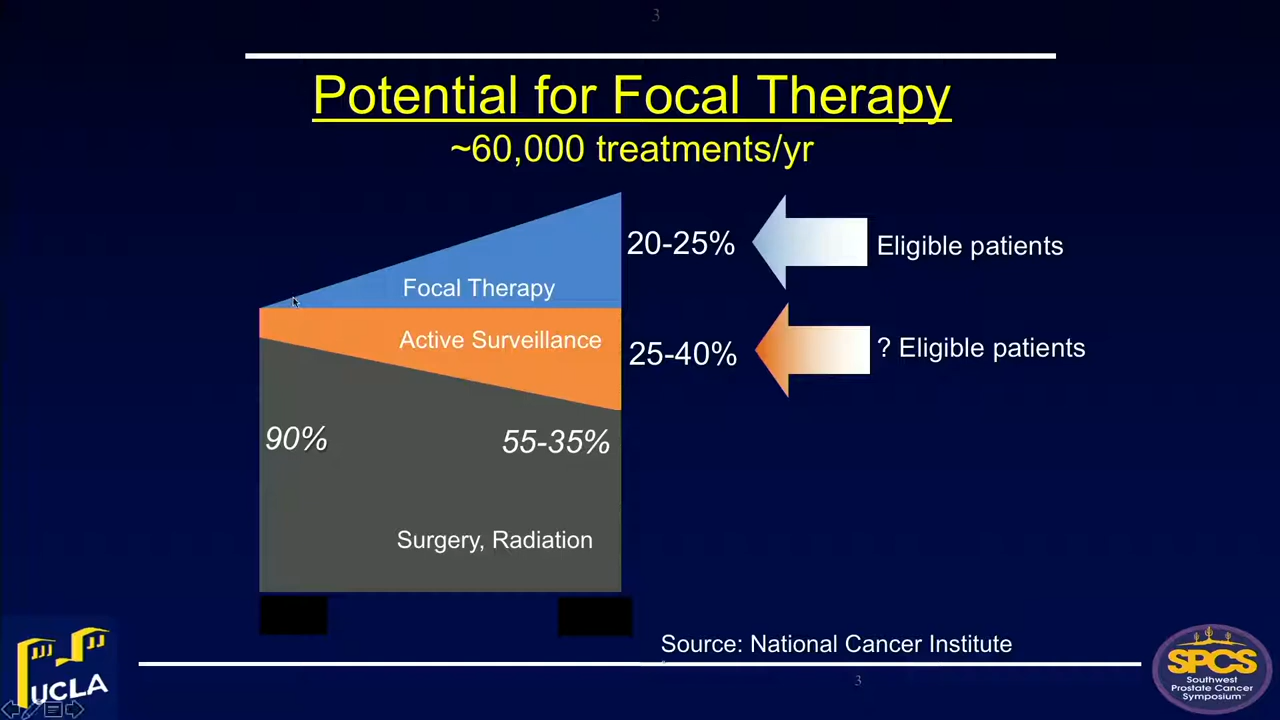 3
Potential for Focal Therapy
~60,000 treatments/yr
20-25%
Eligible patients
Focal Therapy
Active Surveillance
25-40%
? Eligible patients
90%
55-35%
Surgery, Radiation
Source: National Cancer Institute
3
UCLA
SPCS
Southwest
Prostate Cancer
Symposium